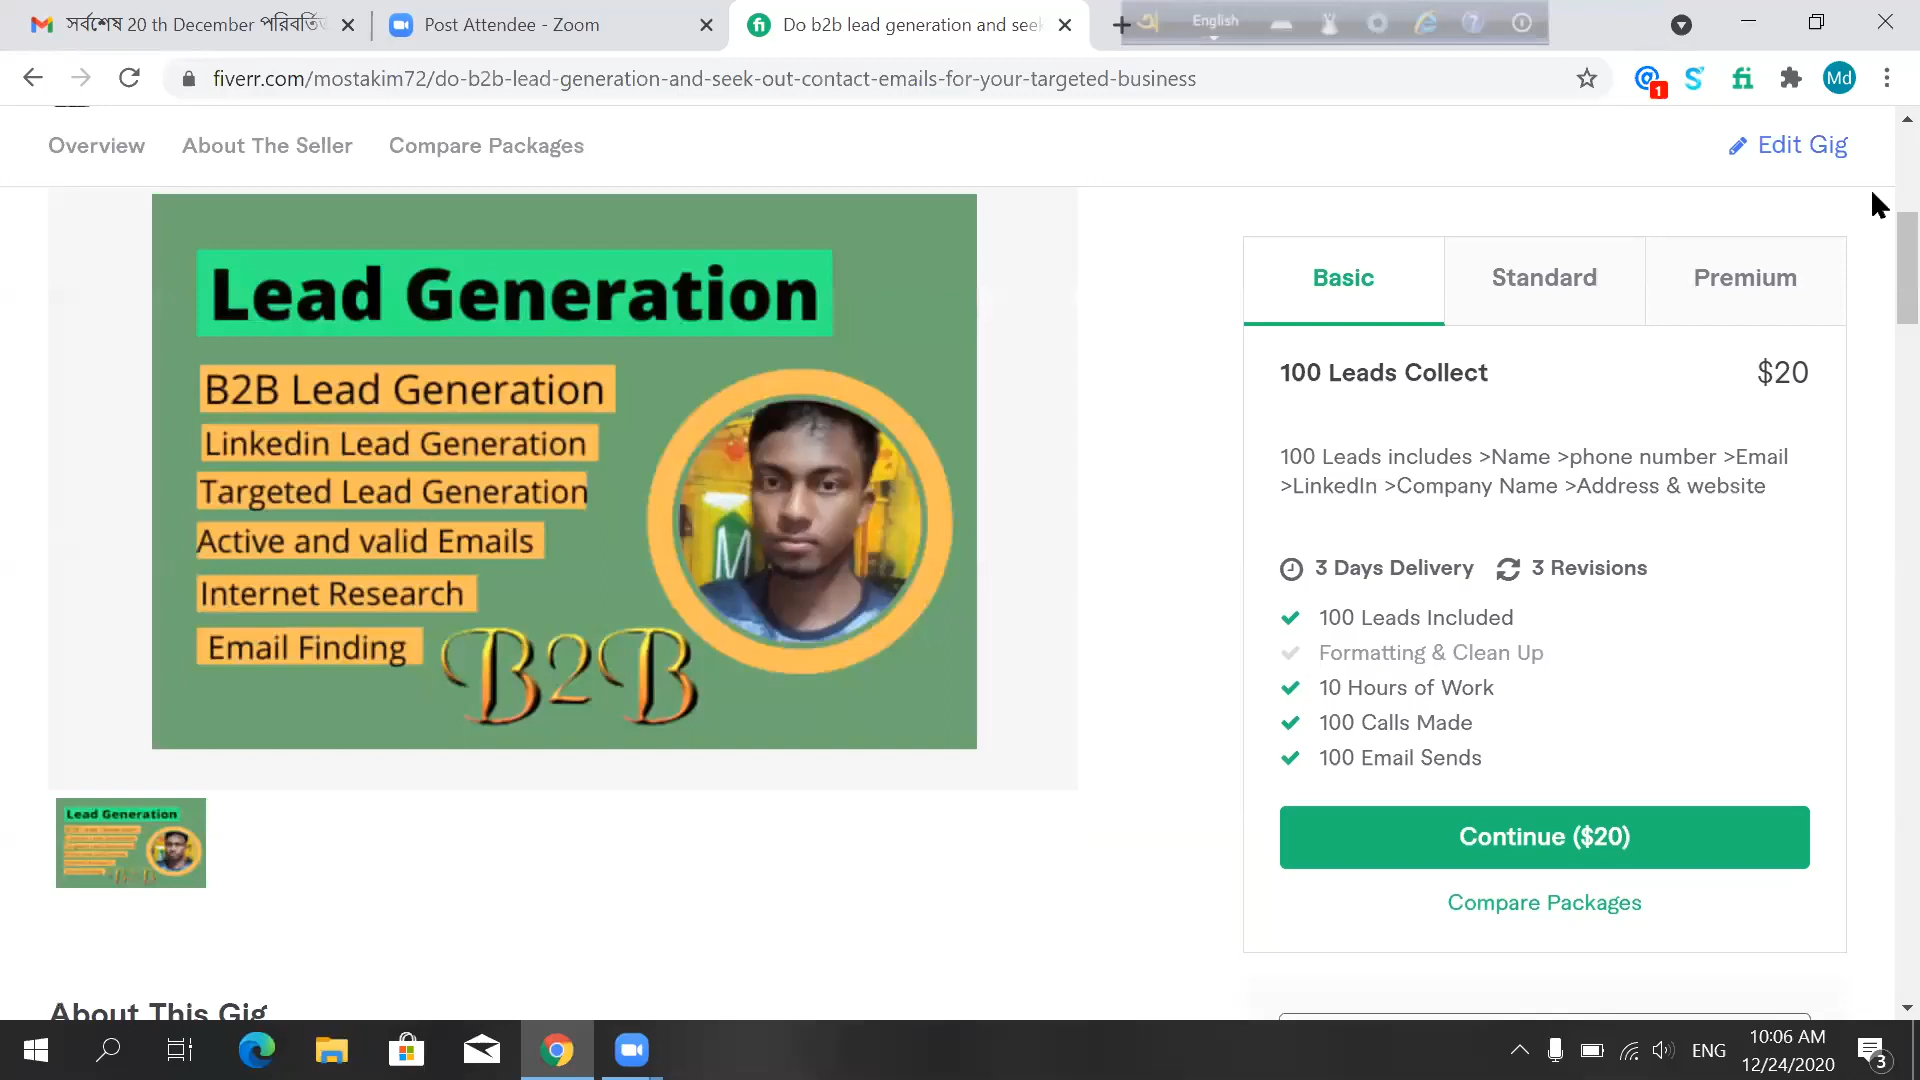 সর্বশেষ 20 th December পরিবর্তিত
Post Attendee - Zoom
Do b2b lead generation and see
English
fiverr.com/mostakim72/do-b2b-lead-generation-and-seek-out-contact-emails-for-your-targeted-business
1
Md
Overview
About The Seller
Compare Packages
Edit Gig
Lead Generation
B2B Lead Generation
Linkedin Lead Generation
Targeted Lead Generation
Active and valid Emails
Internet Research
Email Finding
B2B
M
Lead Generation
Basic
Standard
Premium
100 Leads Collect
$20
100 Leads includes >Name >phone number >Email
>LinkedIn >Company Name >Address & website
3 Days Delivery
3 Revisions
100 Leads Included
Formatting & Clean Up
10 Hours of Work
100 Calls Made
100 Email Sends
Continue ($20)
Compare Packages
About This Gig
ENG
10:06 AM
12/24/2020
3